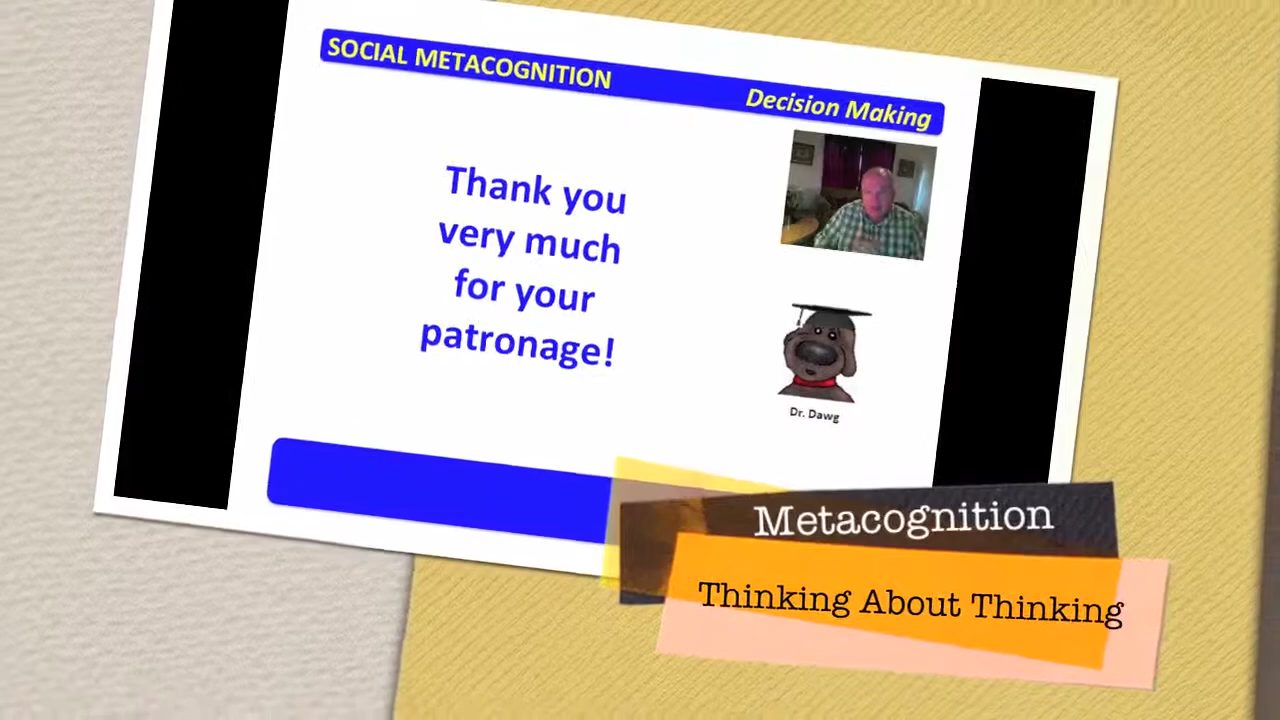 SOCIAL METACOGNITION
Decision Making
Thank you
very much
for your
patronage!
Dr. Dawg
Metacognition
Thinking About Thinking